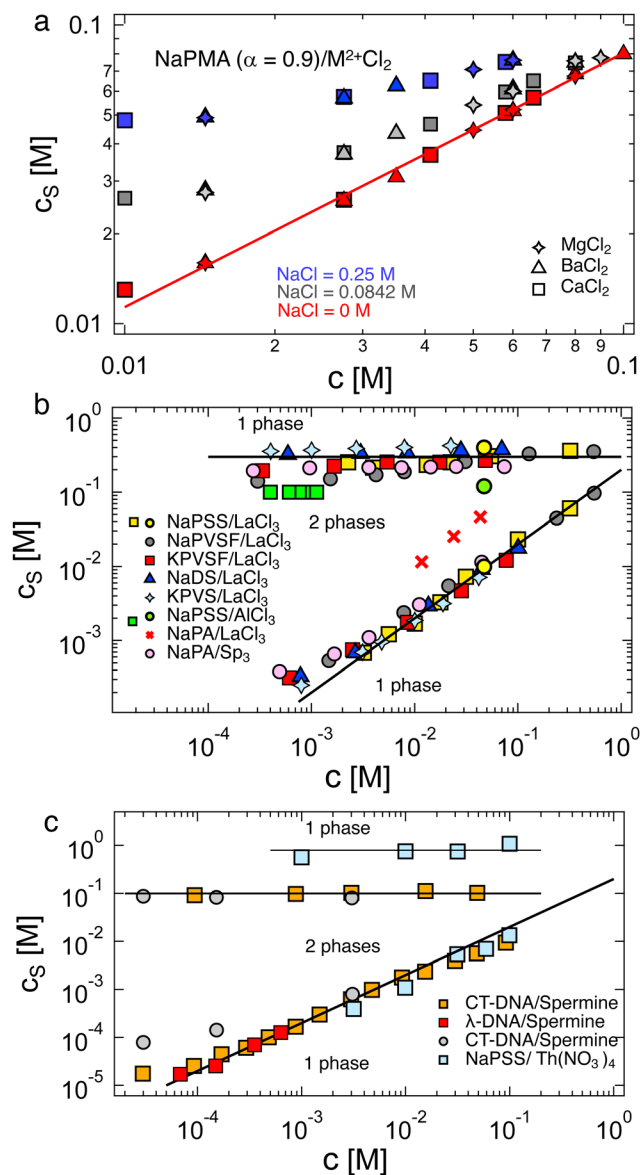 a
0.1
7
6
5
4
3
2
0.01
c_S [M]
NaPMA (α = 0.9)/M²⁺Cl₂
NaCl = 0.25 M
NaCl = 0.0842 M
NaCl = 0 M
MgCl₂
BaCl₂
CaCl₂
0.01 2 3 4 5 6 7 8 9 0.1
c [M]
b
10⁰
10⁻¹
10⁻²
10⁻³
c_S [M]
1 phase
2 phases
NaPSS/LaCl₃
NaPVSF/LaCl₃
KPVSF/LaCl₃
NaDS/LaCl₃
KPVS/LaCl₃
NaPSS/AlCl₃
NaPA/LaCl₃
NaPA/Sp₃
1 phase
10⁻⁴ 10⁻³ 10⁻² 10⁻¹ 10⁰
c [M]
c
10⁰
10⁻¹
10⁻²
10⁻³
10⁻⁴
10⁻⁵
c_S [M]
1 phase
2 phases
CT-DNA/Spermine
λ-DNA/Spermine
CT-DNA/Spermine
NaPSS/ Th(NO₃)₄
1 phase
10⁻⁴ 10⁻³ 10⁻² 10⁻¹ 10⁰
c [M]